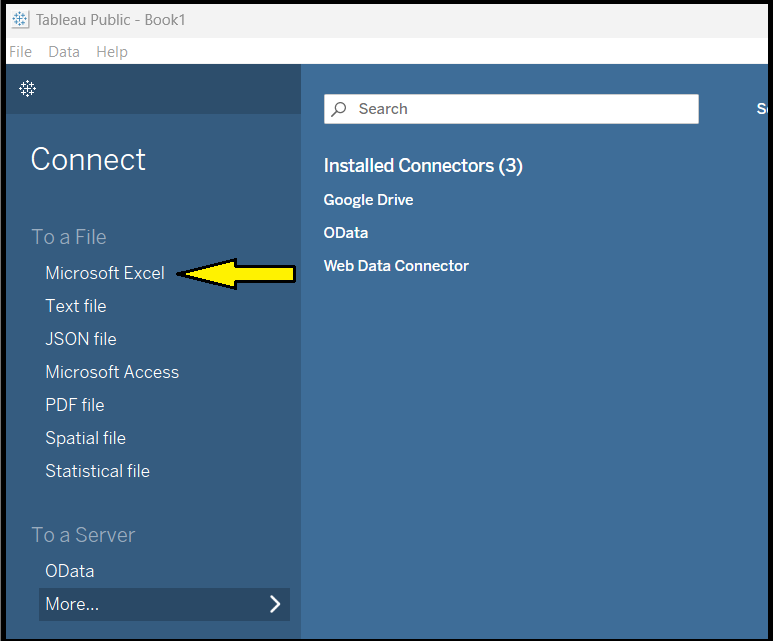 Tableau Public - Book1
File Data Help
Search
Connect
Installed Connectors (3)
Google Drive
OData
Web Data Connector
To a File
Microsoft Excel
Text file
JSON file
Microsoft Access
PDF file
Spatial file
Statistical file
To a Server
OData
More...